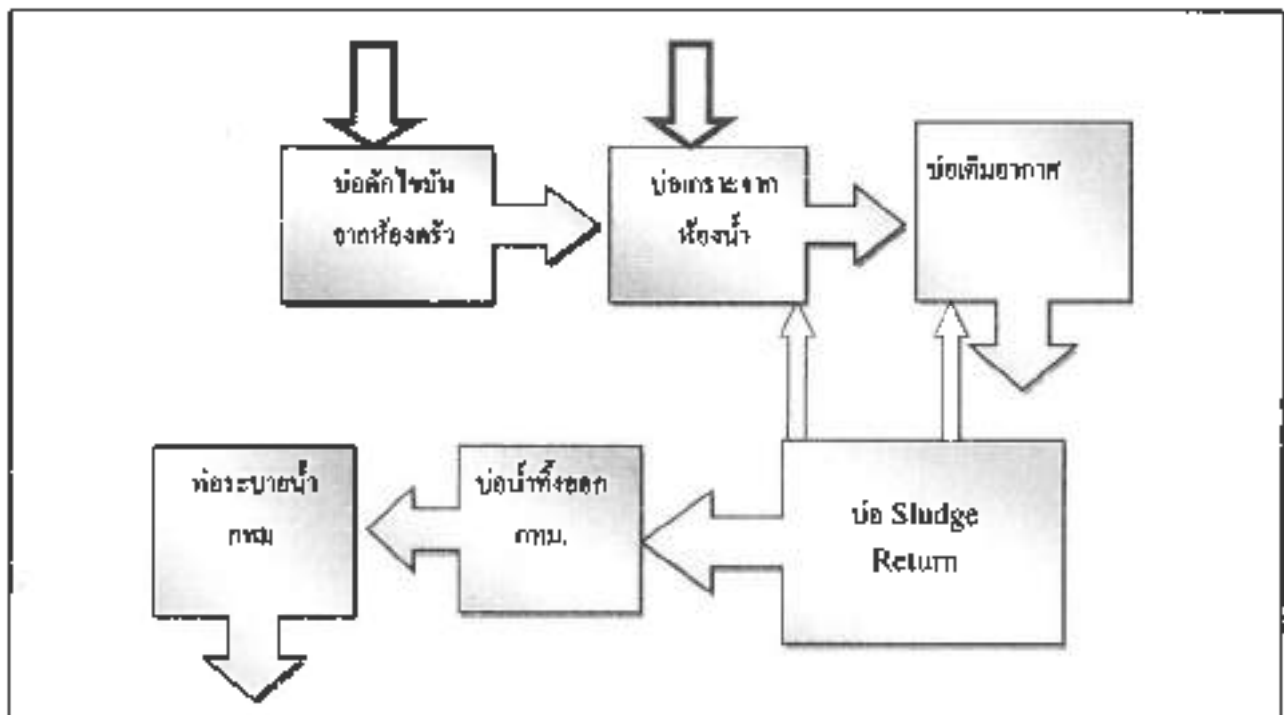 บ่อดักไขมัน
จากห้องครัว
บ่อเกราะจาก
ห้องน้ำ
บ่อเติมอากาศ
ท่อระบายน้ำ
กทม
บ่อน้ำทิ้งออก
กทม.
บ่อ Sludge
Return